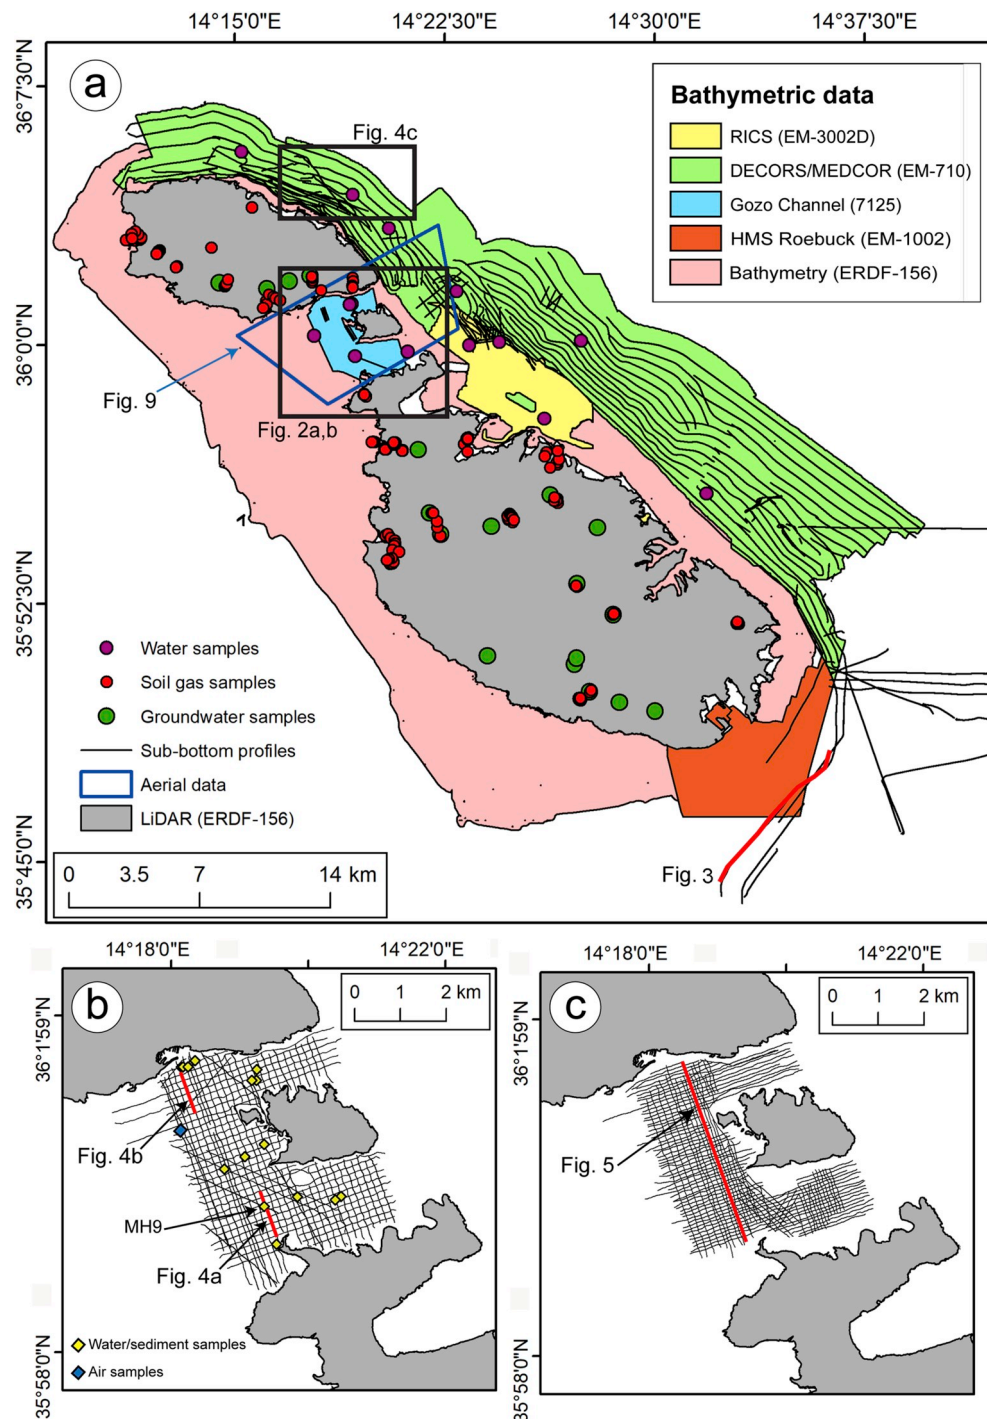 14°15'0"E 14°22'30"E 14°30'0"E 14°37'30"E
36°7'30"N
36°0'0"N
35°52'30"N
35°45'0"N
a
Fig. 4c
Fig. 9
Fig. 2a,b
Fig. 3
Bathymetric data
RICS (EM-3002D)
DECORS/MEDCOR (EM-710)
Gozo Channel (7125)
HMS Roebuck (EM-1002)
Bathymetry (ERDF-156)
Water samples
Soil gas samples
Groundwater samples
Sub-bottom profiles
Aerial data
LiDAR (ERDF-156)
0 3.5 7 14 km
14°18'0"E 14°22'0"E
36°1'59"N
35°58'0"N
b
0 1 2 km
Fig. 4b
MH9
Fig. 4a
Water/sediment samples
Air samples
14°18'0"E 14°22'0"E
36°1'59"N
35°58'0"N
c
0 1 2 km
Fig. 5